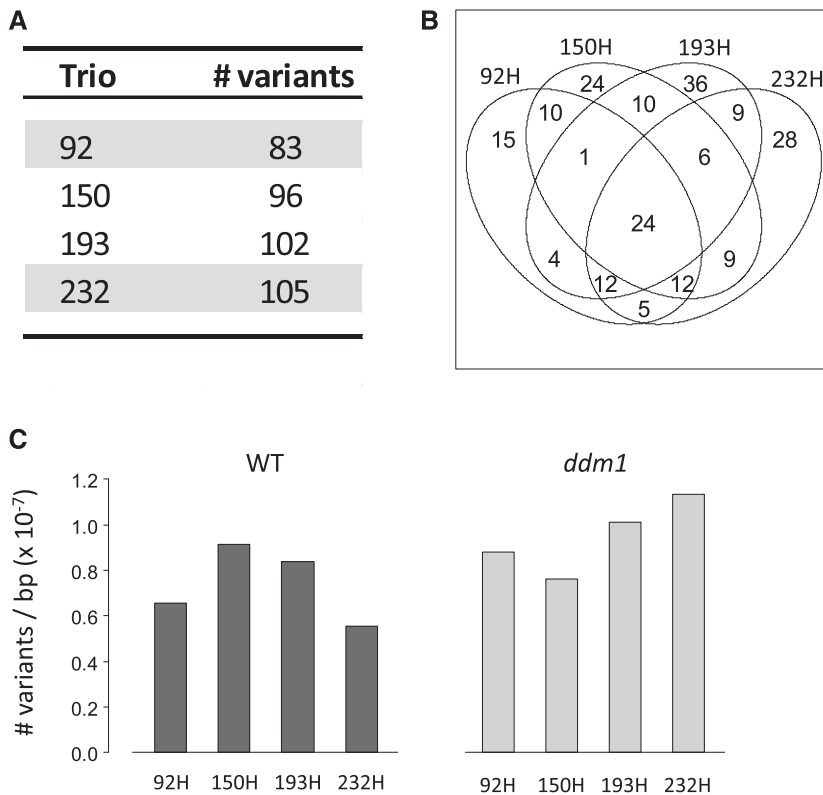 A
Trio # variants
92 83
150 96
193 102
232 105
B
150H 193H
92H 232H
24 36
10 10 9
15 28
1 6
24
4 9
12 12
5
C
WT ddm1
# variants / bp (x 10⁻⁷)
1.2
1.0
0.8
0.6
0.4
0.2
0.0
92H 150H 193H 232H 92H 150H 193H 232H